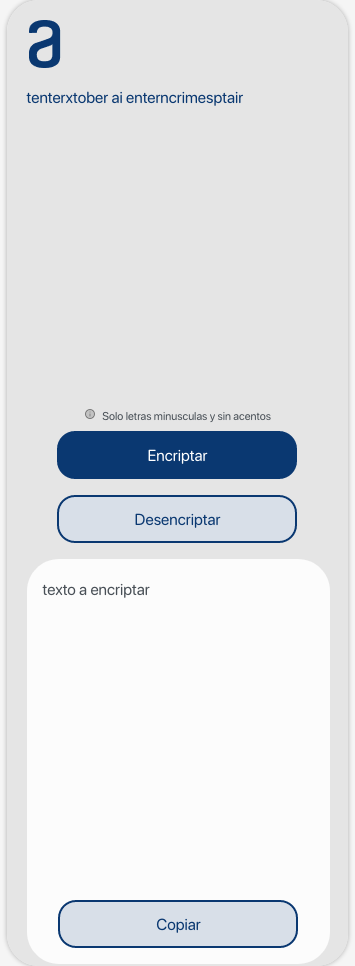 a
tenterxtober ai enterncrimesptair
Solo letras minusculas y sin acentos
Encriptar
Desencriptar
texto a encriptar
Copiar